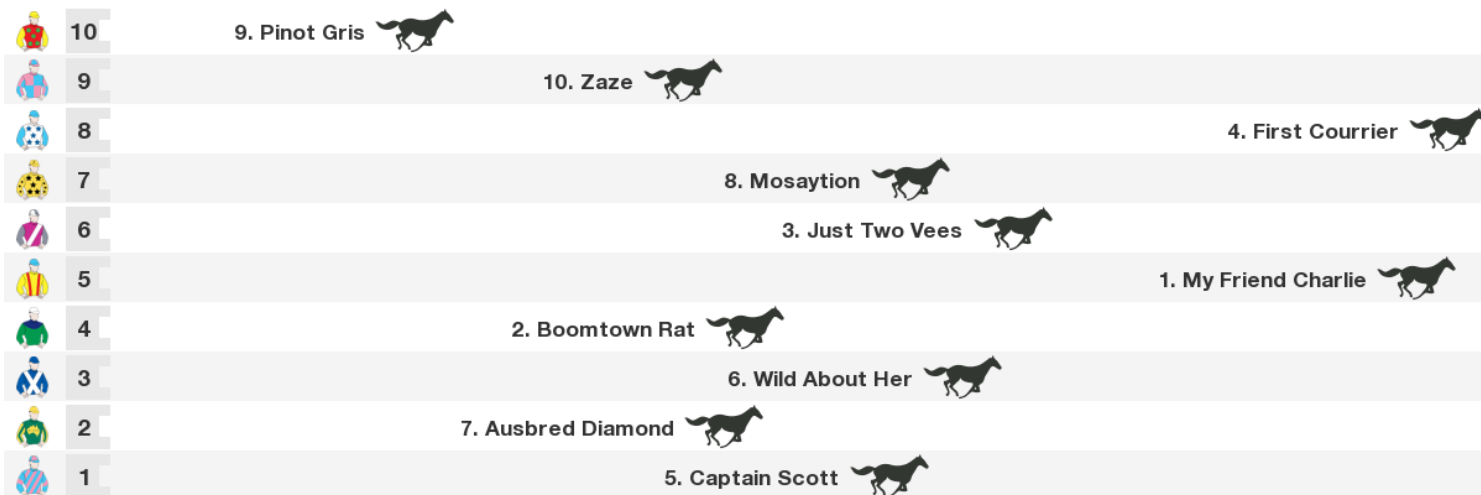 10 9. Pinot Gris
9 10. Zaze
8 4. First Courrier
7 8. Mosaytion
6 3. Just Two Vees
5 1. My Friend Charlie
4 2. Boomtown Rat
3 6. Wild About Her
2 7. Ausbred Diamond
1 5. Captain Scott